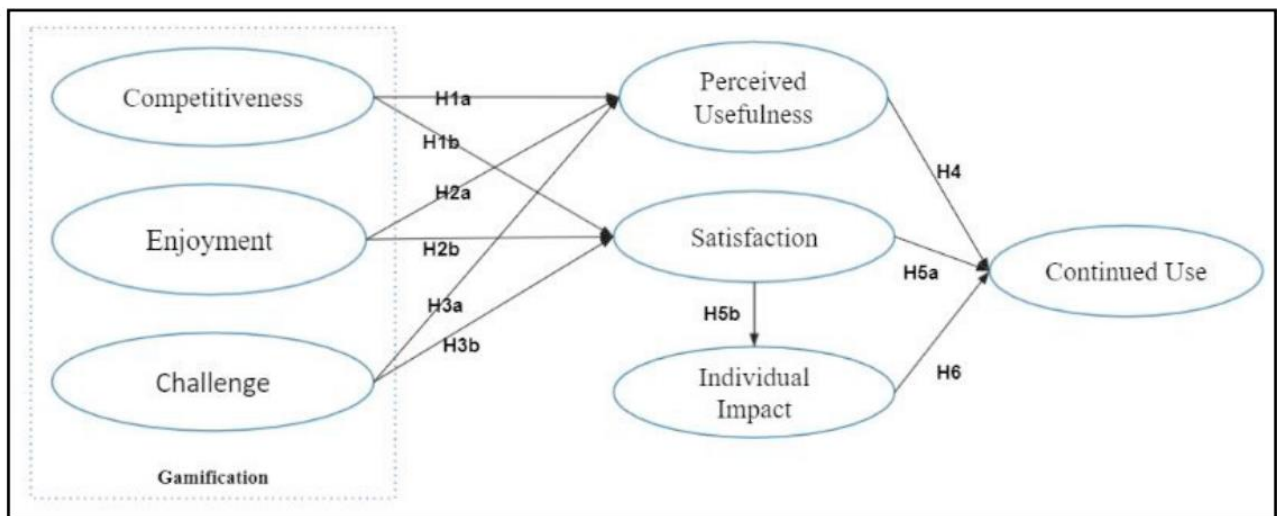 Competitiveness
Enjoyment
Challenge
Gamification
H1a
H1b
H2a
H2b
H3a
H3b
Perceived
Usefulness
Satisfaction
H5b
Individual
Impact
H4
H5a
H6
Continued Use